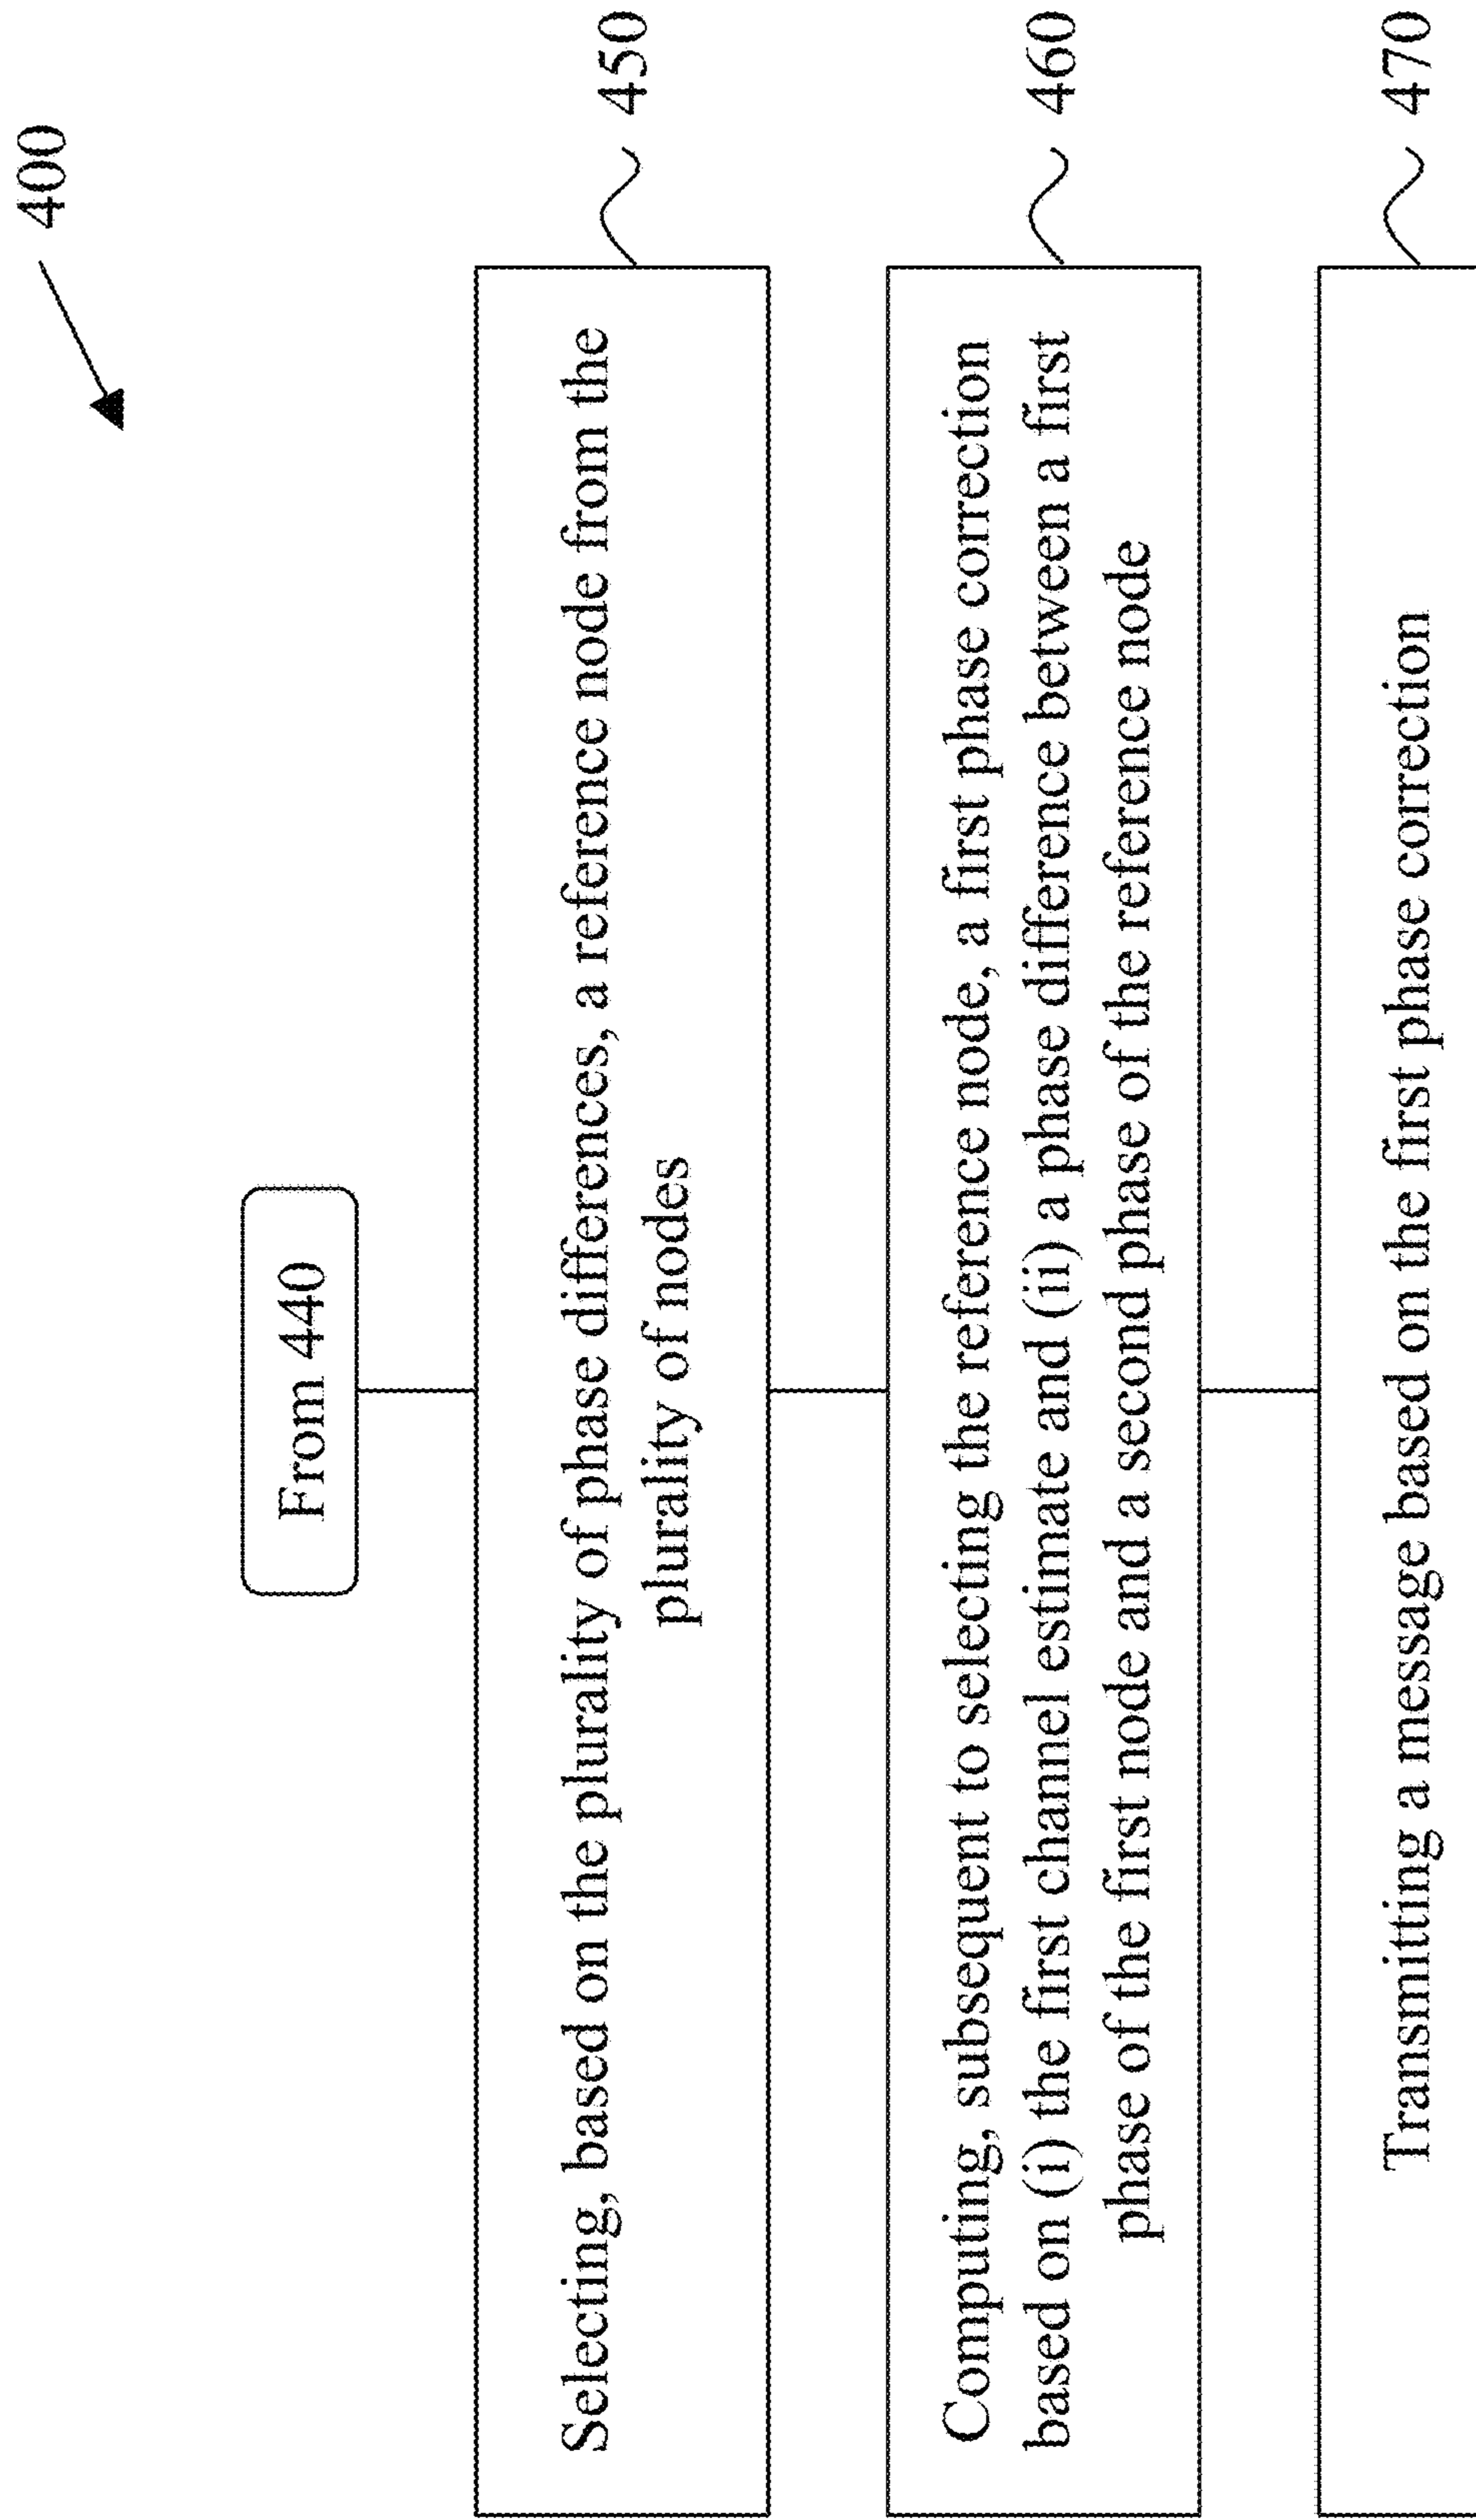 400
From 440
Selecting, based on the plurality of phase differences, a reference node from the
plurality of nodes
450
Computing, subsequent to selecting the reference node, a first phase correction
based on (i) the first channel estimate and (ii) a phase difference between a first
phase of the first node and a second phase of the reference node
460
Transmitting a message based on the first phase correction
470